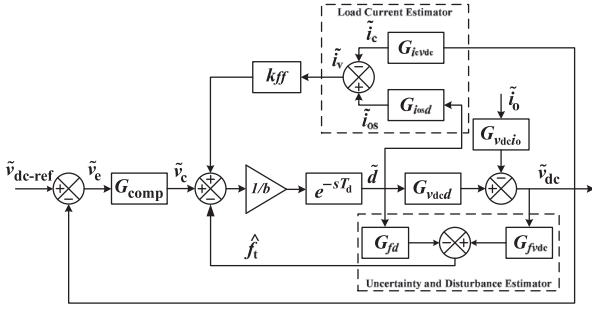 Load Current Estimator
ĩc
G_icvdc
ĩv
kff
G_iosd
ĩos
ĩo
G_vdcio
ṽdc-ref
ṽe
Gcomp
ṽc
1/b
e^−sTd
d̃
G_vdcd
ṽdc
f̂t
G_fd
G_fvdc
Uncertainty and Disturbance Estimator